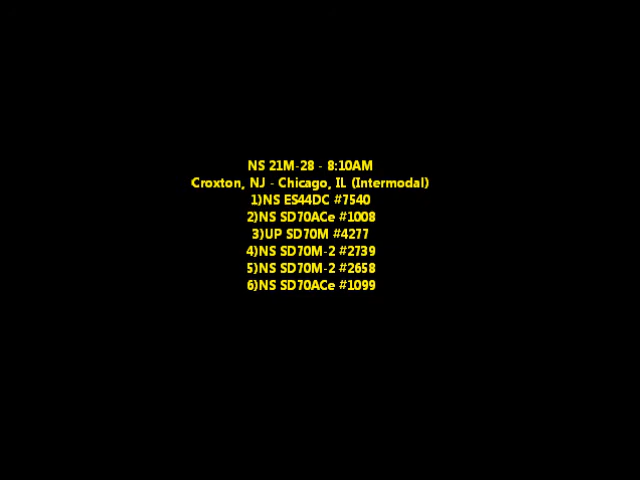 NS 21M-28 - 8:10AM
Croxton, NJ - Chicago, IL (Intermodal)
1)NS ES44DC #7540
2)NS SD70ACe #1008
3)UP SD70M #4277
4)NS SD70M-2 #2739
5)NS SD70M-2 #2658
6)NS SD70ACe #1099